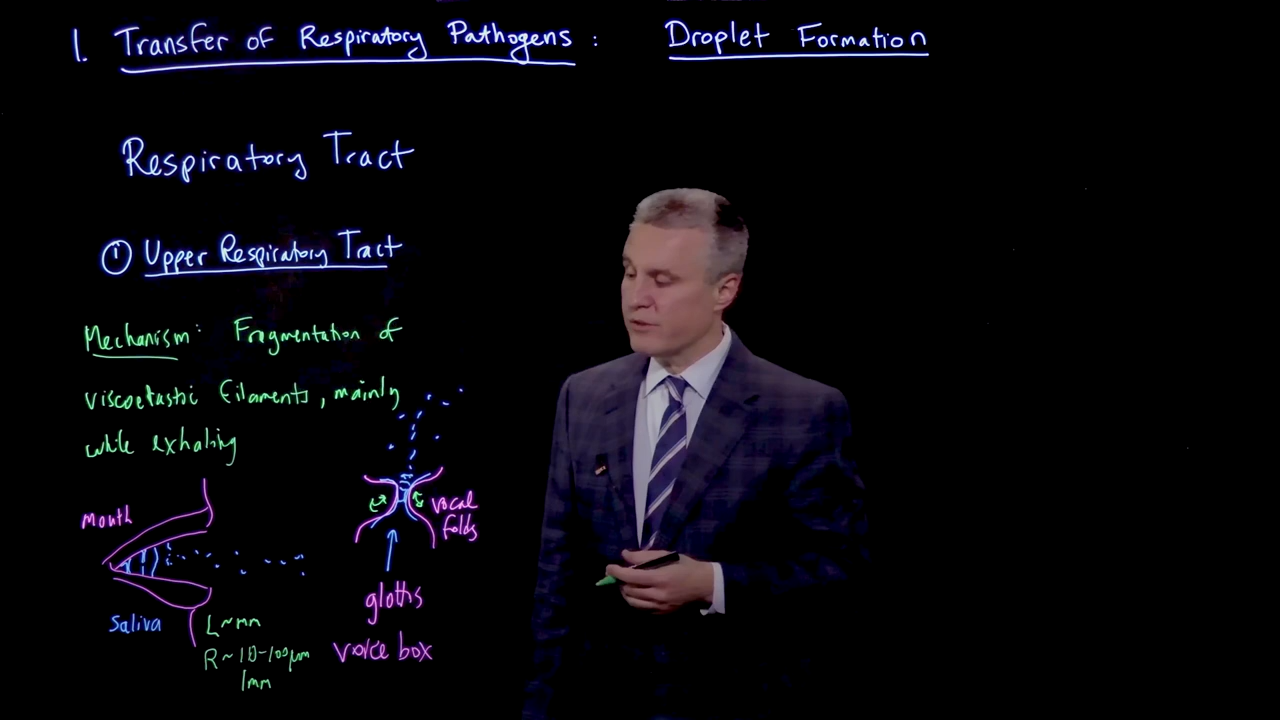 1. Transfer of Respiratory Pathogens : Droplet Formation
Respiratory Tract
① Upper Respiratory Tract
Mechanism: Fragmentation of
viscoelastic filaments, mainly
while exhaling
Mouth
vocal
folds
glottis
Saliva
L~mm
voice box
R~10-100μm
1mm